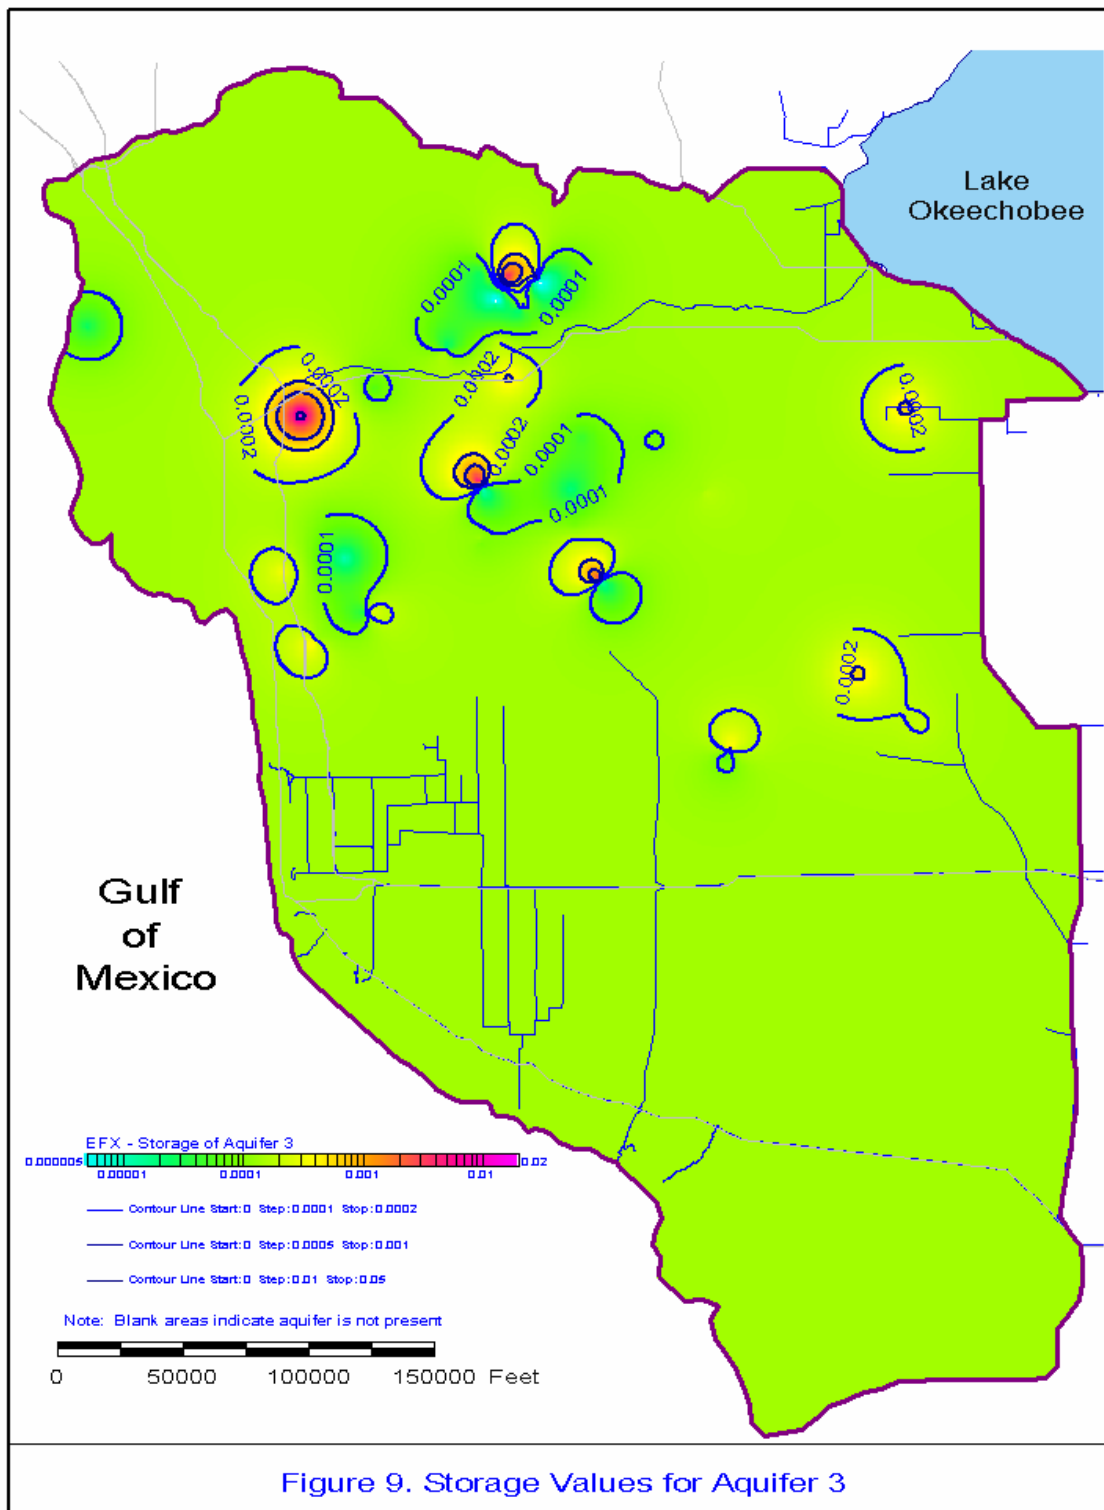 Lake
Okeechobee
0.0001
0.0001
0.0002
0.0002
0.0002
0.0002
0.0002
0.0001
0.0001
0.0001
0.0002
Gulf
of
Mexico
EFX - Storage of Aquifer 3
0.000005
0.02
0.00001 0.0001 0.001 0.01
Contour Line Start:0 Step:0.0001 Stop:0.0002
Contour Line Start:0 Step:0.0005 Stop:0.001
Contour Line Start:0 Step:0.01 Stop:0.05
Note: Blank areas indicate aquifer is not present
0 50000 100000 150000 Feet
Figure 9. Storage Values for Aquifer 3